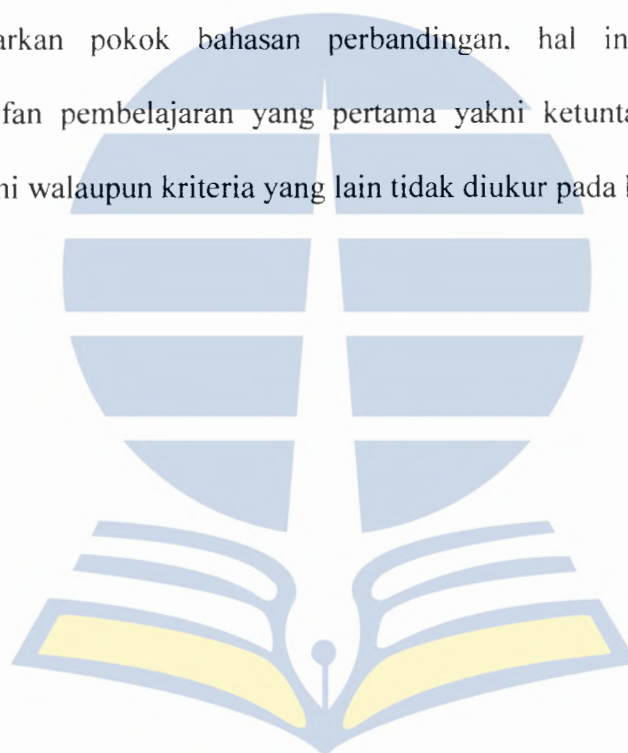 arkan pokok bahasan perbandingan, hal in
fan pembelajaran yang pertama yakni ketunta
ni walaupun kriteria yang lain tidak diukur pada